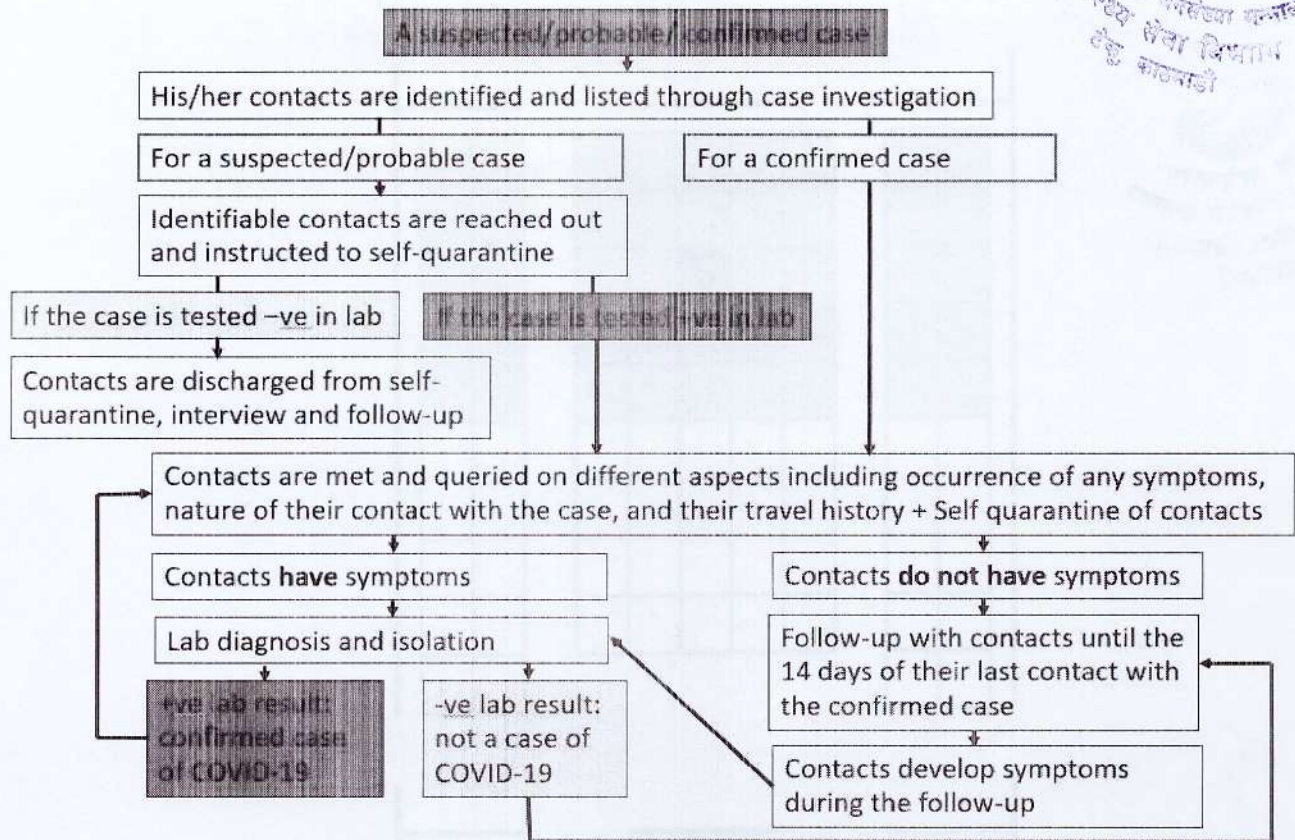 A suspected/probable/ confirmed case
सेवा विभाग
His/her contacts are identified and listed through case investigation
For a suspected/probable case
For a confirmed case
Identifiable contacts are reached out
and instructed to self-quarantine
If the case is tested –ve in lab
If the case is tested +ve in lab
Contacts are discharged from self-
quarantine, interview and follow-up
Contacts are met and queried on different aspects including occurrence of any symptoms,
nature of their contact with the case, and their travel history + Self quarantine of contacts
Contacts have symptoms
Contacts do not have symptoms
Lab diagnosis and isolation
Follow-up with contacts until the
14 days of their last contact with
the confirmed case
+ve lab result:
confirmed case
of COVID-19
-ve lab result:
not a case of
COVID-19
Contacts develop symptoms
during the follow-up